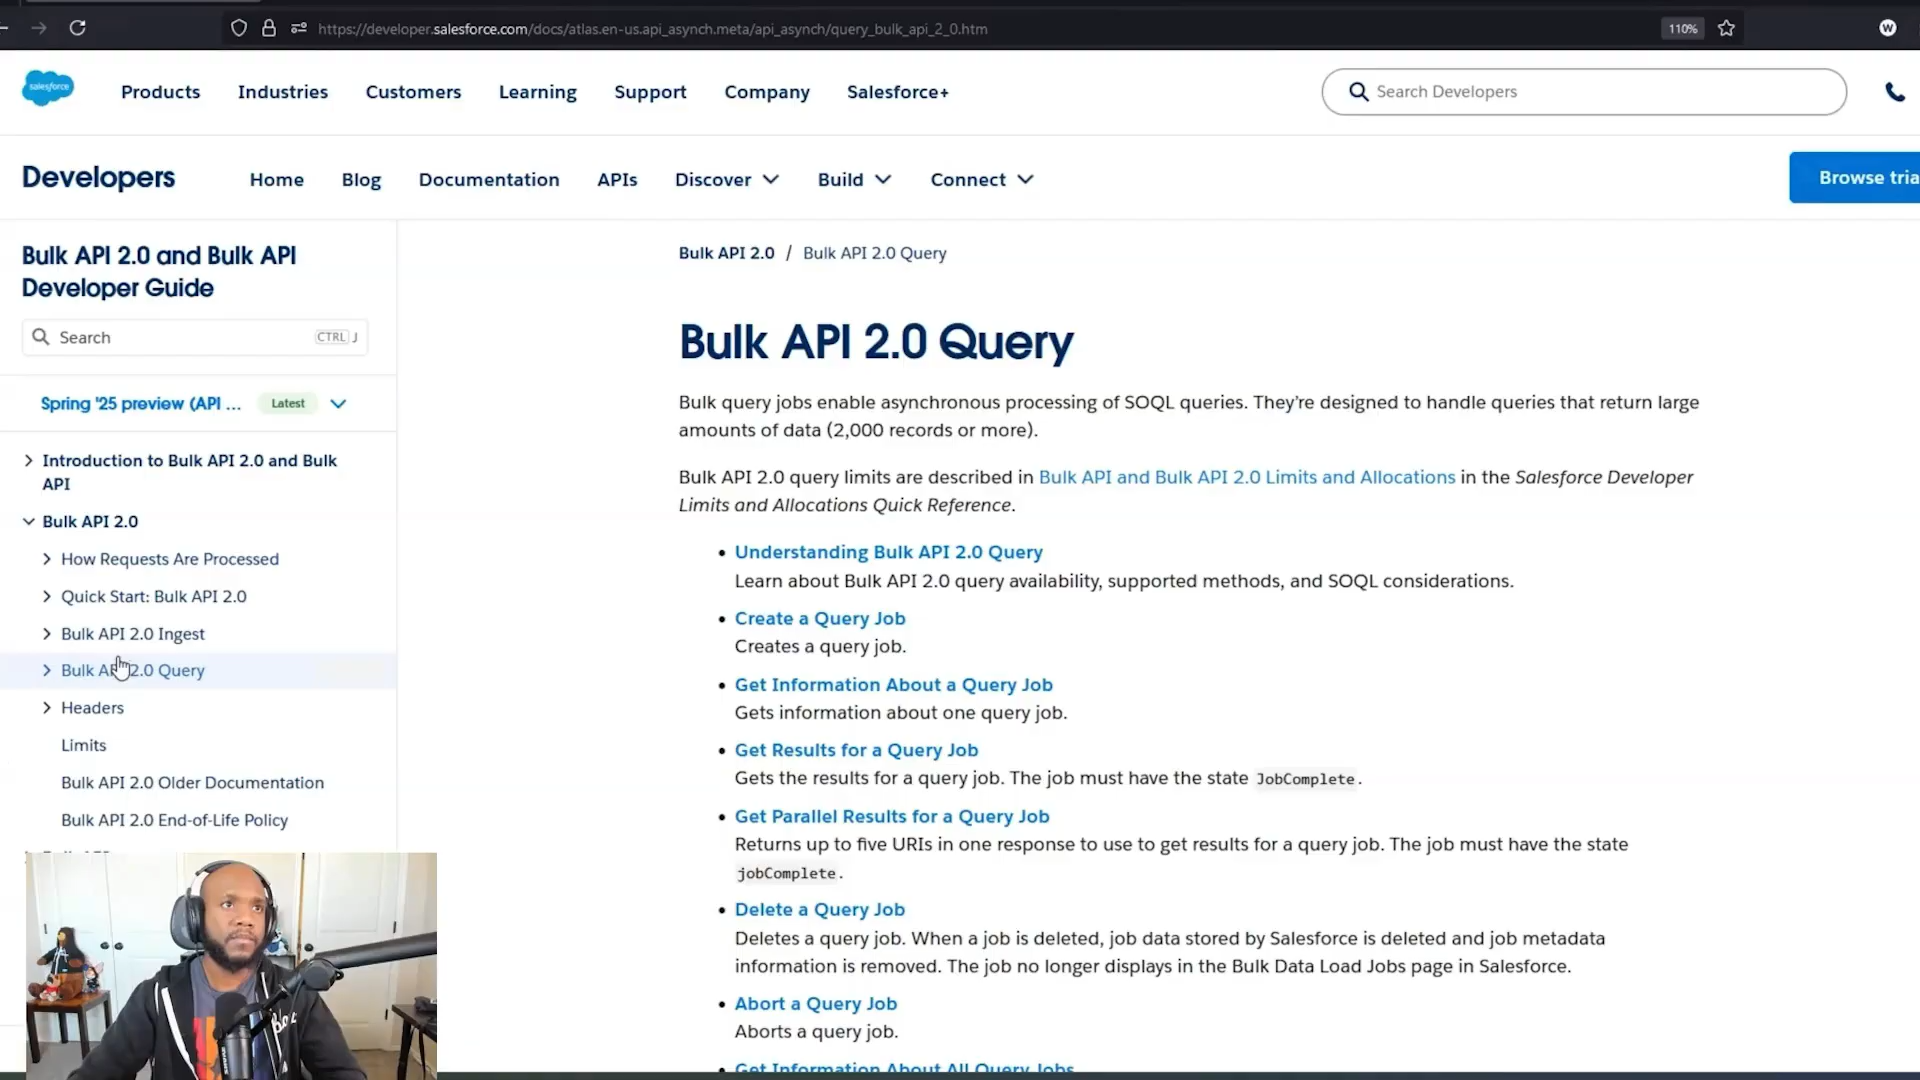 https://developer.salesforce.com/docs/atlas.en-us.api_asynch.meta/api_asynch/query_bulk_api_2_0.htm
110%
W
salesforce
Products
Industries
Customers
Learning
Support
Company
Salesforce+
Search Developers
Developers
Home
Blog
Documentation
APIs
Discover
Build
Connect
Browse tria
Bulk API 2.0 and Bulk API
Developer Guide
Search
CTRL J
Spring '25 preview (API ...
Latest
Introduction to Bulk API 2.0 and Bulk
API
Bulk API 2.0
How Requests Are Processed
Quick Start: Bulk API 2.0
Bulk API 2.0 Ingest
Bulk API 2.0 Query
Headers
Limits
Bulk API 2.0 Older Documentation
Bulk API 2.0 End-of-Life Policy
Bulk API 2.0 / Bulk API 2.0 Query
Bulk API 2.0 Query
Bulk query jobs enable asynchronous processing of SOQL queries. They're designed to handle queries that return large
amounts of data (2,000 records or more).
Bulk API 2.0 query limits are described in Bulk API and Bulk API 2.0 Limits and Allocations in the Salesforce Developer
Limits and Allocations Quick Reference.
• Understanding Bulk API 2.0 Query
Learn about Bulk API 2.0 query availability, supported methods, and SOQL considerations.
• Create a Query Job
Creates a query job.
• Get Information About a Query Job
Gets information about one query job.
• Get Results for a Query Job
Gets the results for a query job. The job must have the state JobComplete.
• Get Parallel Results for a Query Job
Returns up to five URIs in one response to use to get results for a query job. The job must have the state
jobComplete.
• Delete a Query Job
Deletes a query job. When a job is deleted, job data stored by Salesforce is deleted and job metadata
information is removed. The job no longer displays in the Bulk Data Load Jobs page in Salesforce.
• Abort a Query Job
Aborts a query job.
• Get Information About All Query Jobs